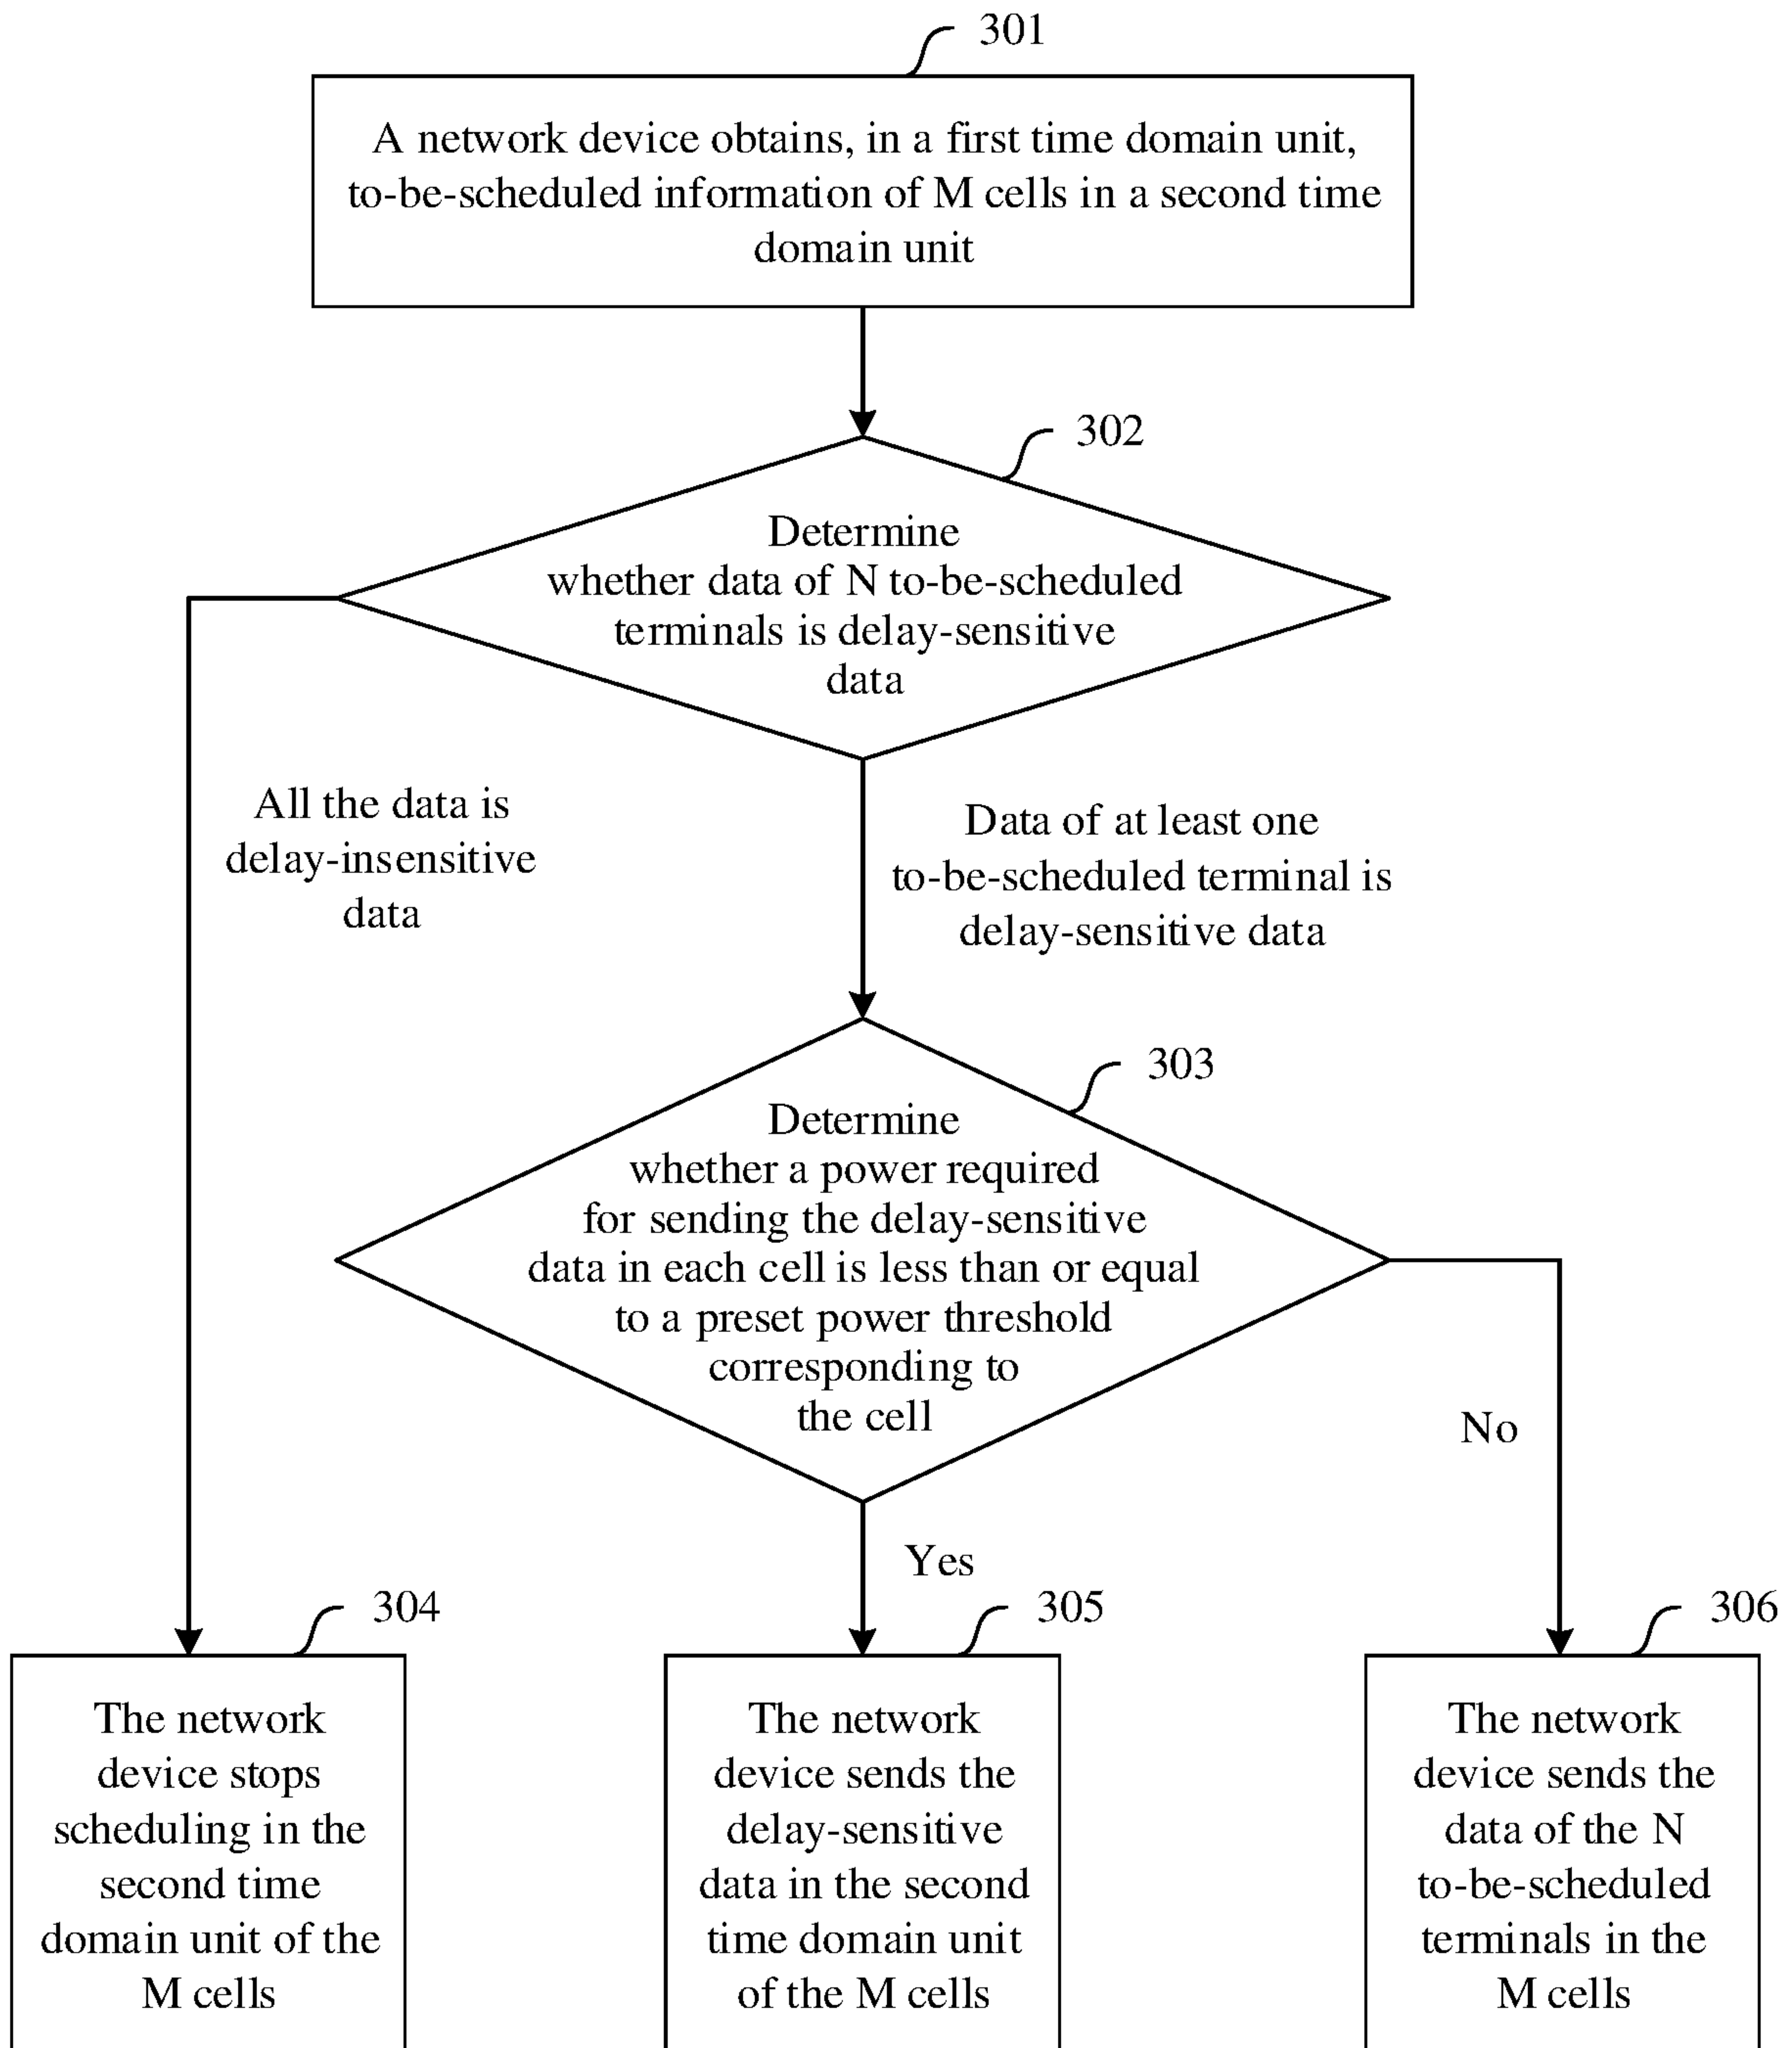 301
A network device obtains, in a first time domain unit,
to-be-scheduled information of M cells in a second time
domain unit
302
Determine
whether data of N to-be-scheduled
terminals is delay-sensitive
data
All the data is
delay-insensitive
data
Data of at least one
to-be-scheduled terminal is
delay-sensitive data
303
Determine
whether a power required
for sending the delay-sensitive
data in each cell is less than or equal
to a preset power threshold
corresponding to
the cell
No
Yes
304
The network
device stops
scheduling in the
second time
domain unit of the
M cells
305
The network
device sends the
delay-sensitive
data in the second
time domain unit
of the M cells
306
The network
device sends the
data of the N
to-be-scheduled
terminals in the
M cells